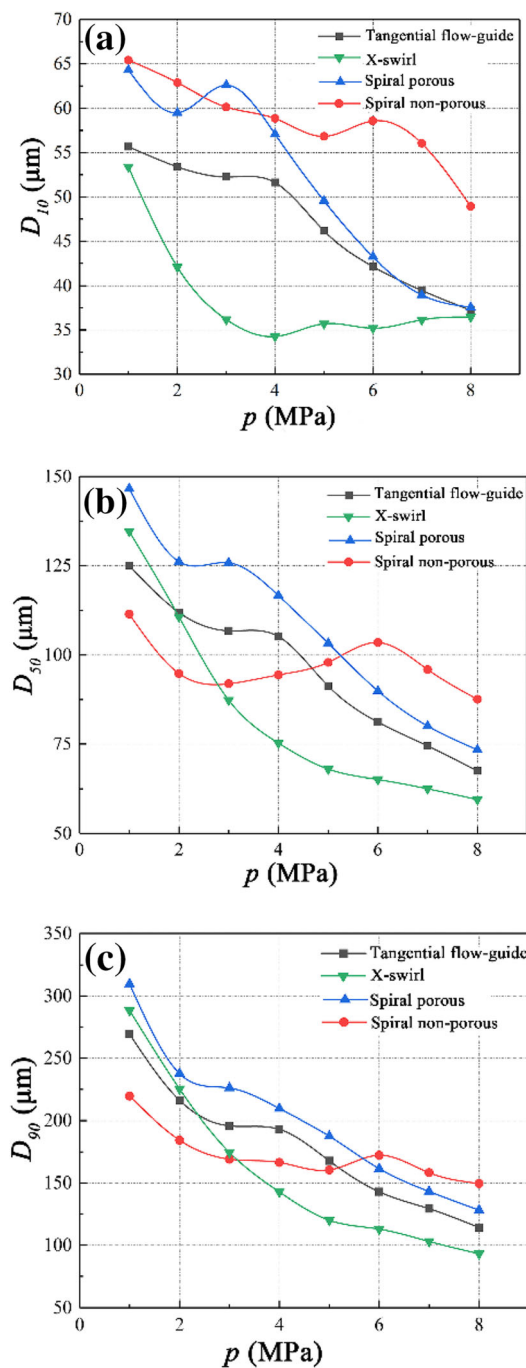 (a)
Tangential flow-guide
X-swirl
Spiral porous
Spiral non-porous
70
65
60
55
50
45
40
35
30
D10 (μm)
0 2 4 6 8
p (MPa)
(b)
Tangential flow-guide
X-swirl
Spiral porous
Spiral non-porous
150
125
100
75
50
D50 (μm)
0 2 4 6 8
p (MPa)
(c)
Tangential flow-guide
X-swirl
Spiral porous
Spiral non-porous
350
300
250
200
150
100
50
D90 (μm)
0 2 4 6 8
p (MPa)